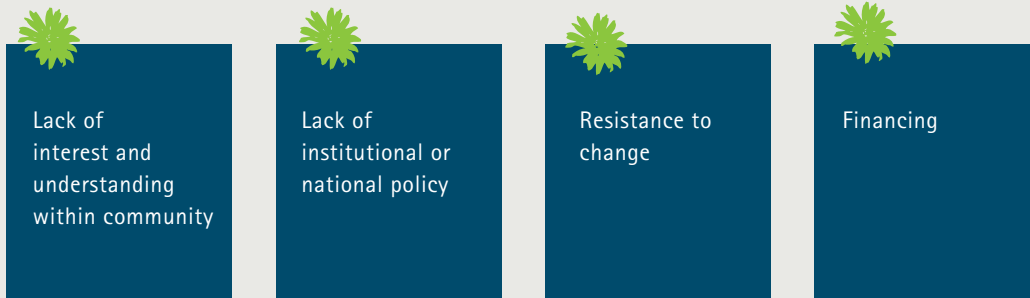 Lack of
interest and
understanding
within community
Lack of
institutional or
national policy
Resistance to
change
Financing